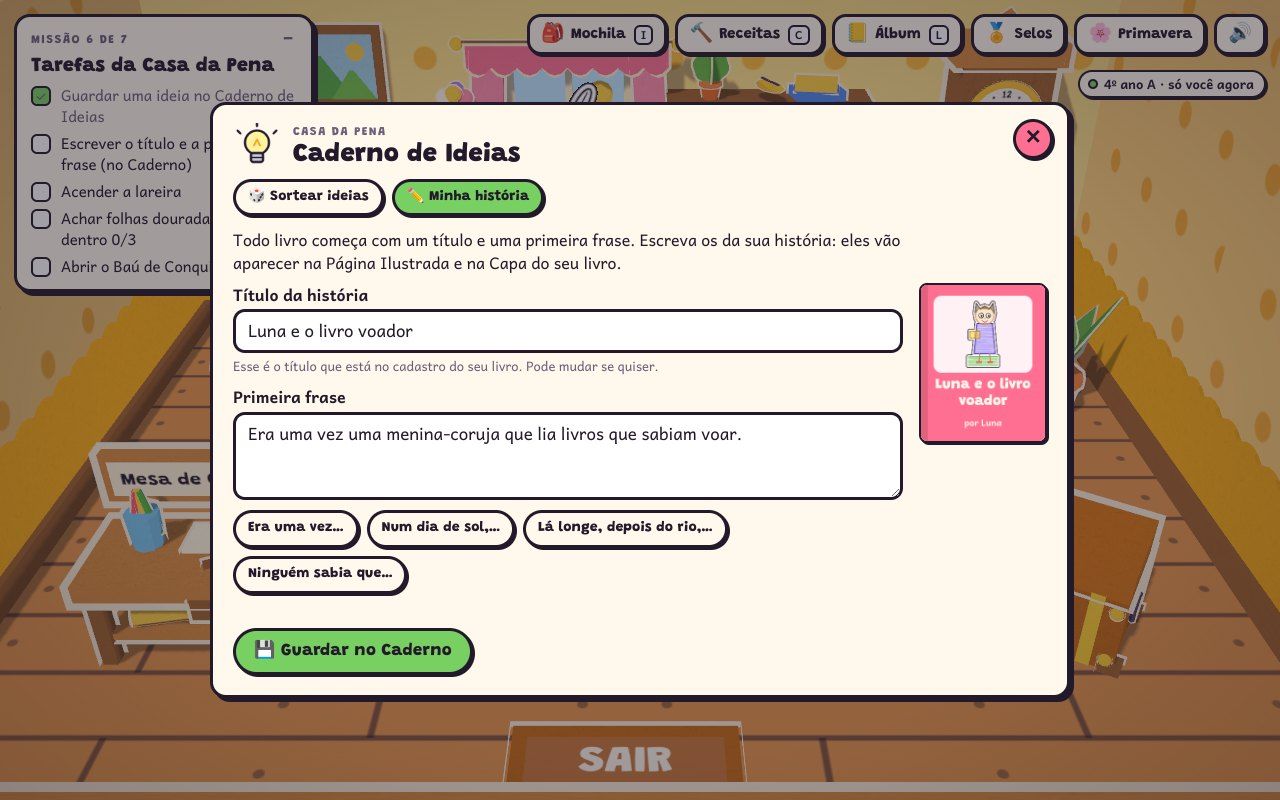 MISSÃO 6 DE 7
Tarefas da Casa da Pena
Guardar uma ideia no Caderno de
Ideias
Escrever o título e a p
frase (no Caderno)
Acender a lareira
Achar folhas dourada
dentro 0/3
Abrir o Baú de Conqu
Mochila I
Receitas C
Álbum L
Selos
Primavera
4º ano A · só você agora
12
CASA DA PENA
Caderno de Ideias
Sortear ideias
Minha história
Todo livro começa com um título e uma primeira frase. Escreva os da sua história: eles vão
aparecer na Página Ilustrada e na Capa do seu livro.
Título da história
Luna e o livro voador
Esse é o título que está no cadastro do seu livro. Pode mudar se quiser.
Primeira frase
Era uma vez uma menina-coruja que lia livros que sabiam voar.
Era uma vez...
Num dia de sol,...
Lá longe, depois do rio,...
Ninguém sabia que...
Guardar no Caderno
Luna e o livro
voador
por Luna
Mesa de
SAIR